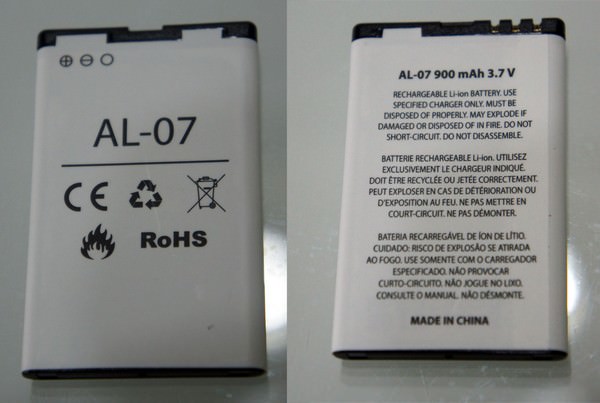 AL-07
CE
RoHS
AL-07 900 mAh 3.7 V
RECHARGEABLE Li-ion BATTERY. USE
SPECIFIED CHARGER ONLY. MUST BE
DISPOSED OF PROPERLY. MAY EXPLODE IF
DAMAGED OR DISPOSED OF IN FIRE. DO NOT
SHORT-CIRCUIT. DO NOT DISASSEMBLE.
BATTERIE RECHARGEABLE Li-ion. UTILISEZ
EXCLUSIVEMENT LE CHARGEUR INDIQUÉ.
DOIT ÊTRE RECYCLÉE OU JETÉE CORRECTEMENT.
PEUT EXPLOSER EN CAS DE DÉTÉRIORATION OU
D'EXPOSITION AU FEU. NE PAS METTRE EN
COURT-CIRCUIT. NE PAS DÉMONTER.
BATERIA RECARREGÁVEL DE ÍON DE LÍTIO.
CUIDADO: RISCO DE EXPLOSÃO SE ATIRADA
AO FOGO. USE SOMENTE COM O CARREGADOR
ESPECIFICADO. NÃO PROVOCAR
CURTO-CIRCUITO. NÃO JOGUE NO LIXO.
CONSULTE O MANUAL. NÃO DÉSMONTE.
MADE IN CHINA